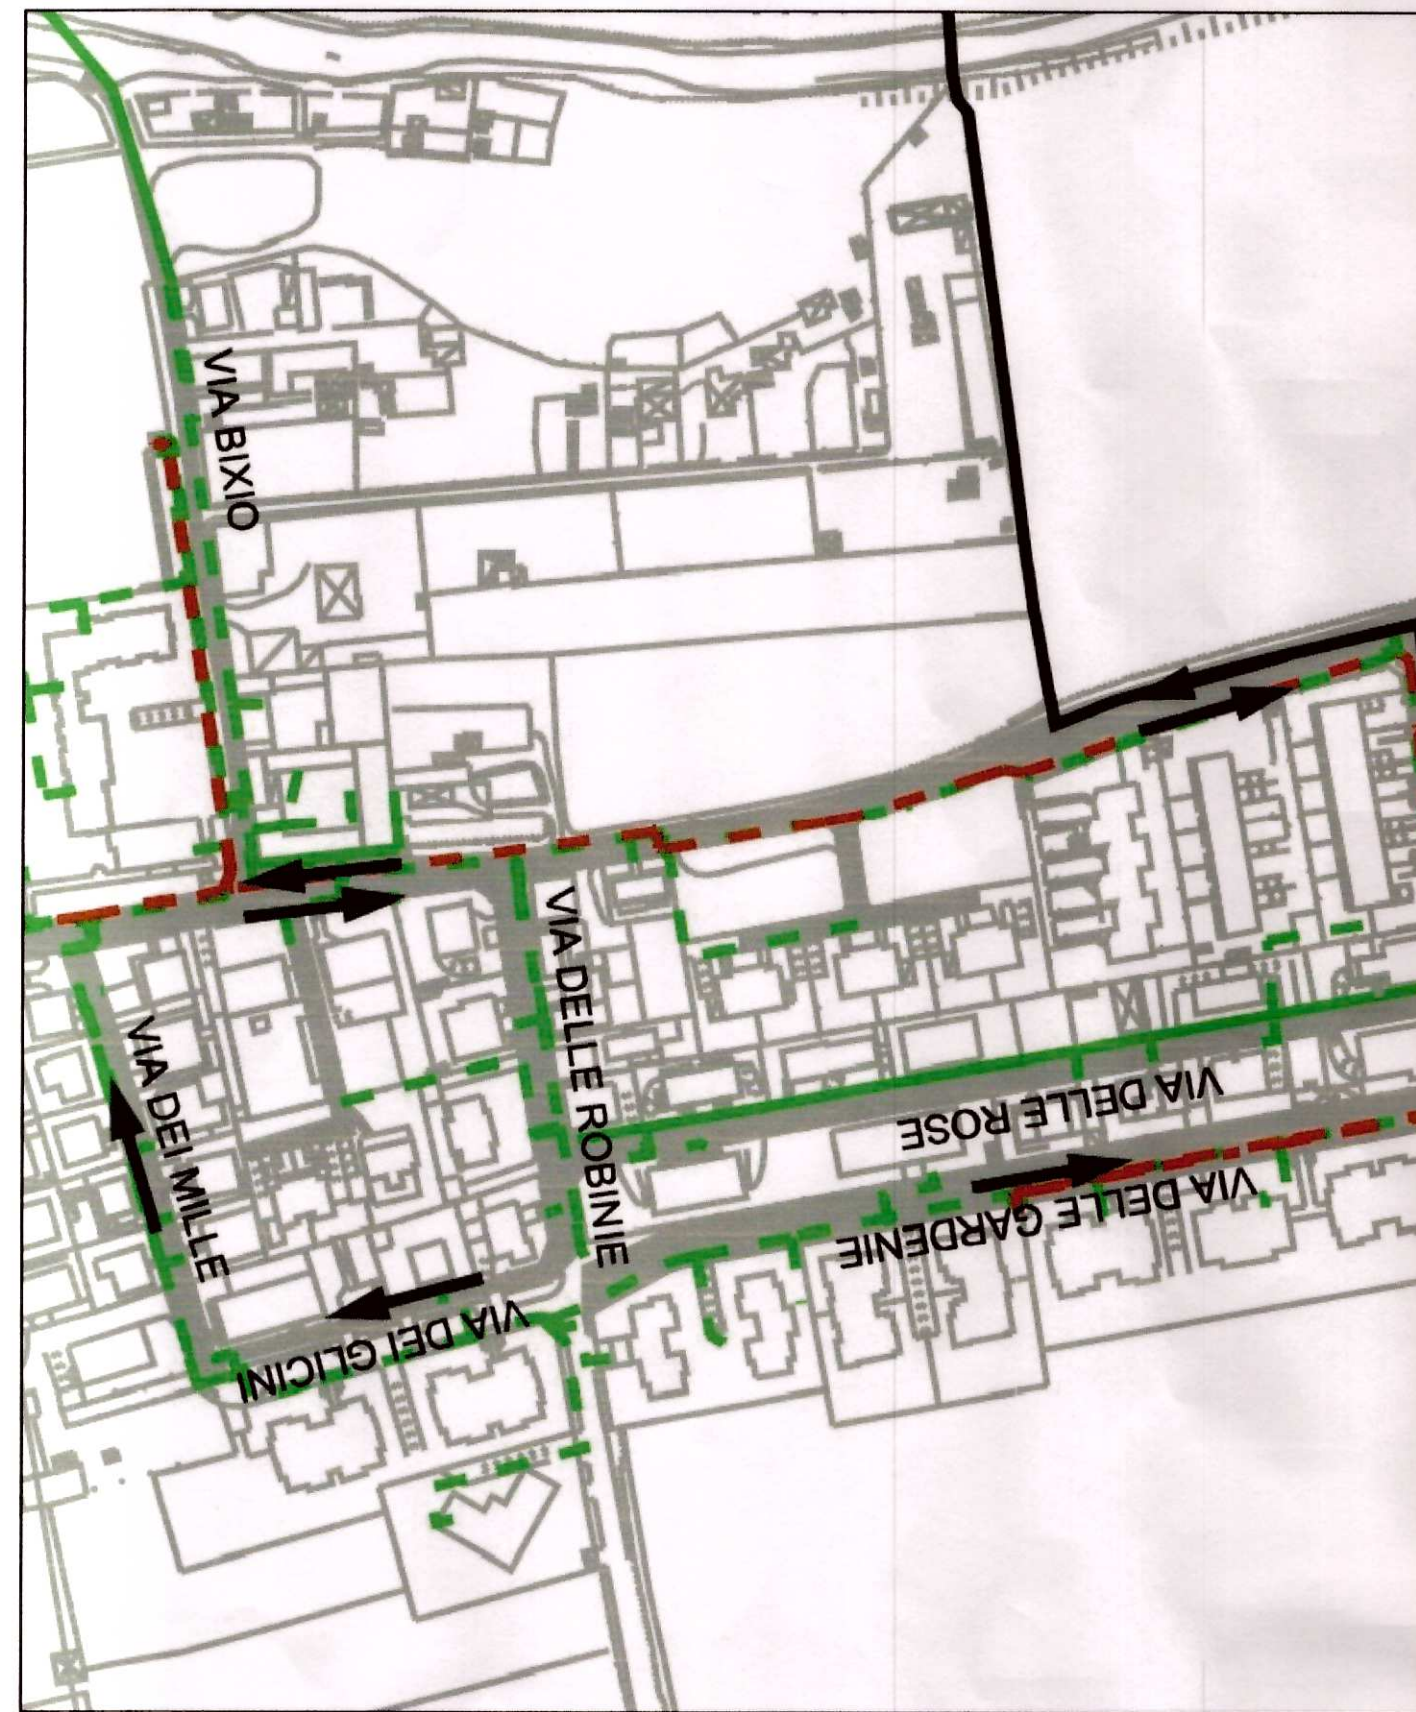 VIA BIXIO
VIA DELLE ROBINIE
VIA DEI MILLE
VIA DELLE ROSE
VIA DELLE GARDENIE
VIA DEI GLICINI